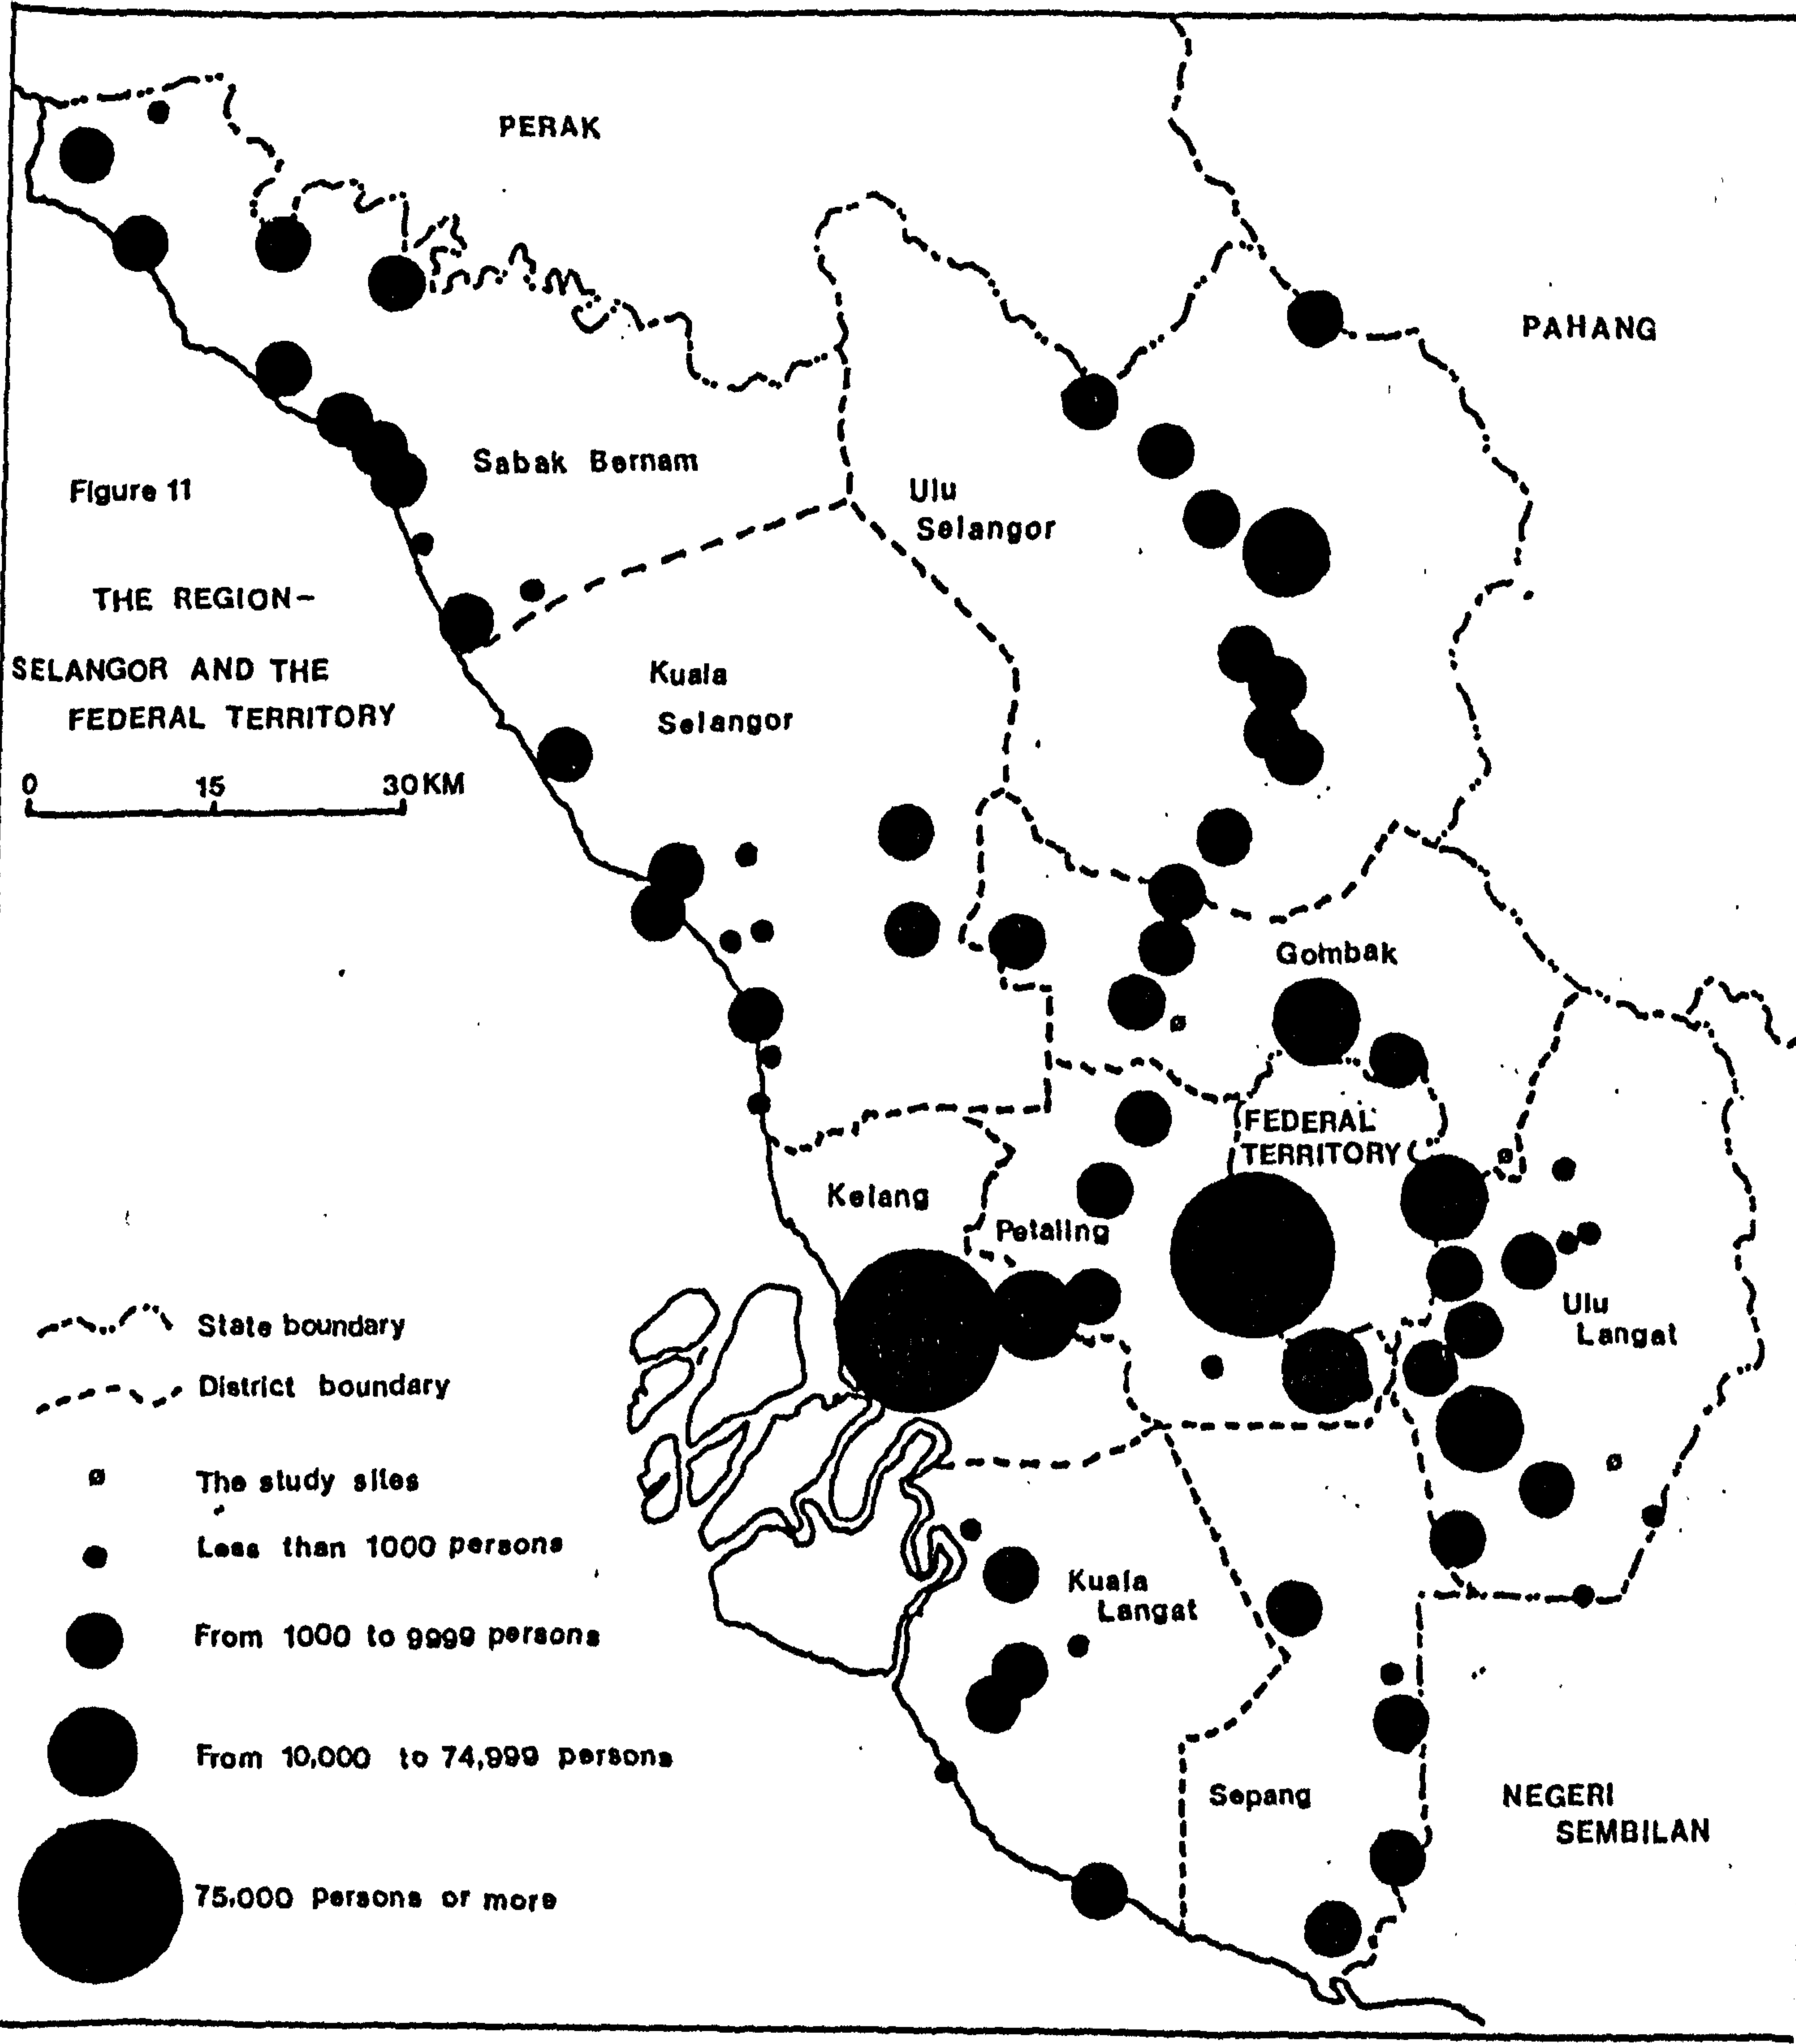 PERAK
PAHANG
Sabak Bernam
Figure 11
Ulu
Selangor
THE REGION-
SELANGOR AND THE
FEDERAL TERRITORY
Kuala
Selangor
0 15 30KM
Gombak
FEDERAL
TERRITORY
Kelang
Petaling
Ulu
Langat
State boundary
District boundary
The study sites
Less than 1000 persons
Kuala
Langat
From 1000 to 9999 persons
From 10,000 to 74,999 persons
Sepang
NEGERI
SEMBILAN
75,000 persons or more